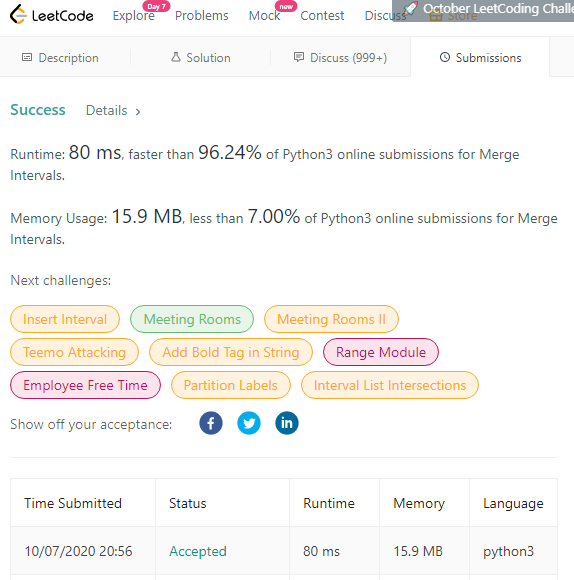 Day 7
new
October LeetCoding Challe
LeetCode Explore Problems Mock Contest Discuss Store
Description Solution Discuss (999+) Submissions
Success Details >
Runtime: 80 ms, faster than 96.24% of Python3 online submissions for Merge
Intervals.
Memory Usage: 15.9 MB, less than 7.00% of Python3 online submissions for Merge
Intervals.
Next challenges:
Insert Interval Meeting Rooms Meeting Rooms II
Teemo Attacking Add Bold Tag in String Range Module
Employee Free Time Partition Labels Interval List Intersections
Show off your acceptance: f in
Time Submitted Status Runtime Memory Language
10/07/2020 20:56 Accepted 80 ms 15.9 MB python3